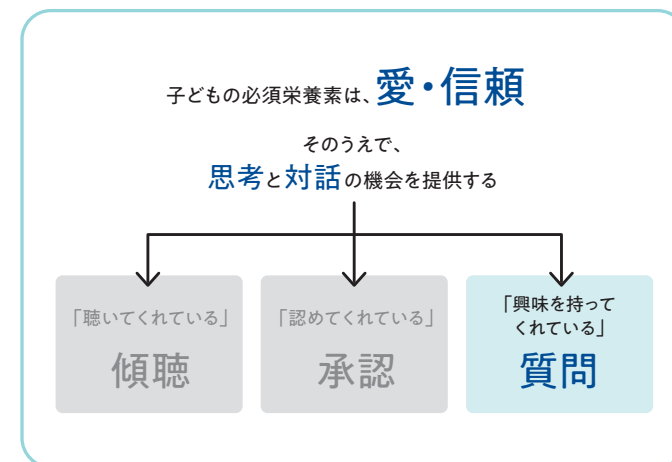 子どもの必須栄養素は、愛・信頼
そのうえで、
思考と対話の機会を提供する
「聴いてくれている」
傾聴
「認めてくれている」
承認
「興味を持って
くれている」
質問